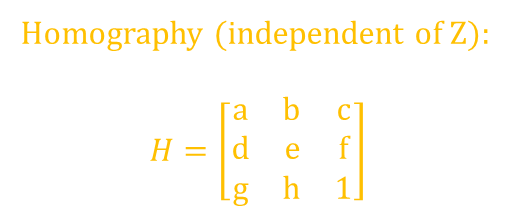 Homography (independent of Z):
a b c
H = [d e f]
g h 1